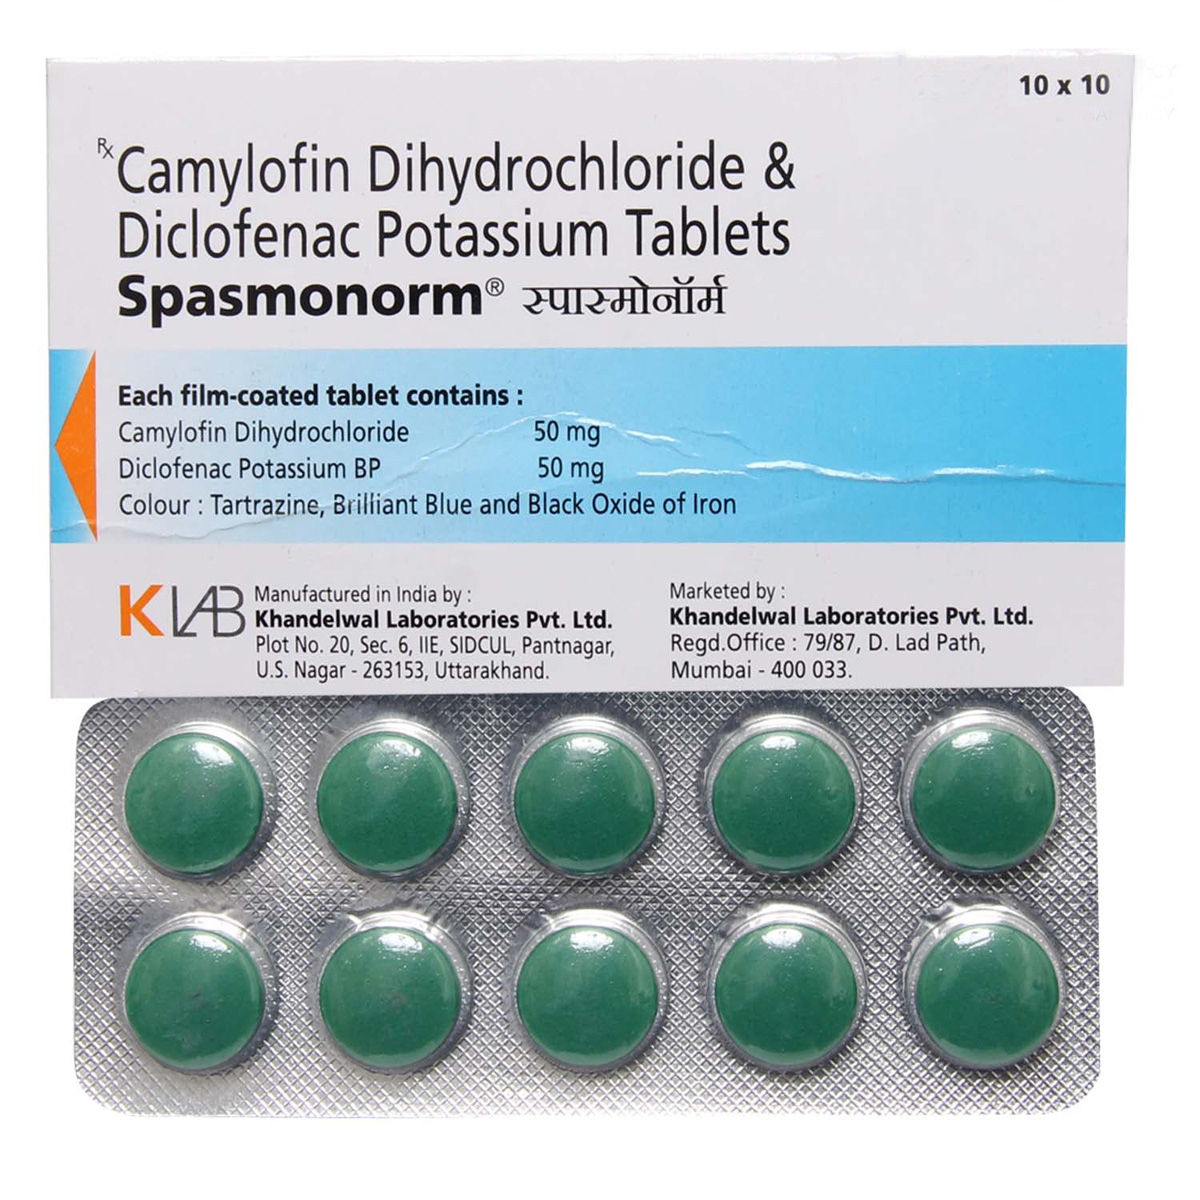 10 x 10
Rx Camylofin Dihydrochloride &
Diclofenac Potassium Tablets
Spasmonorm® स्पास्मोनॉर्म
Each film-coated tablet contains :
Camylofin Dihydrochloride 50 mg
Diclofenac Potassium BP 50 mg
Colour : Tartrazine, Brilliant Blue and Black Oxide of Iron
KLAB
Manufactured in India by :
Khandelwal Laboratories Pvt. Ltd.
Plot No. 20, Sec. 6, IIE, SIDCUL, Pantnagar,
U.S. Nagar - 263153, Uttarakhand.
Marketed by :
Khandelwal Laboratories Pvt. Ltd.
Regd.Office : 79/87, D. Lad Path,
Mumbai - 400 033.